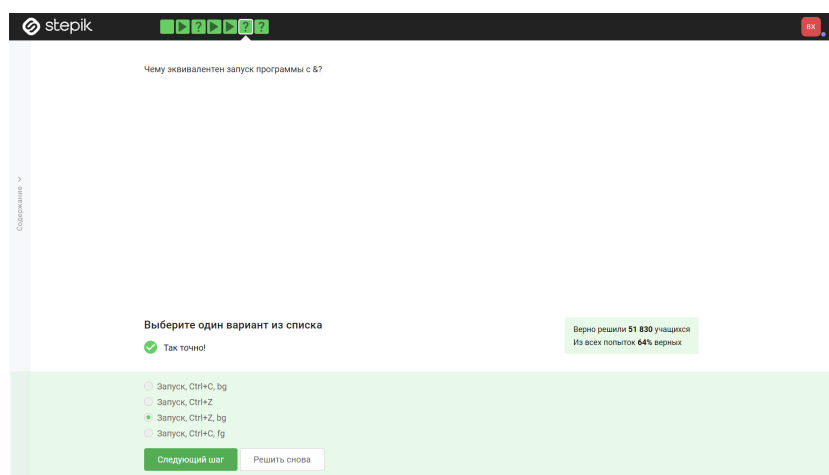 stepik
? ? ?
ВХ
Чему эквивалентен запуск программы с &?
Содержание
Выберите один вариант из списка
Верно решили 51 830 учащихся
Из всех попыток 64% верных
Так точно!
Запуск, Ctrl+C, bg
Запуск, Ctrl+Z
Запуск, Ctrl+Z, bg
Запуск, Ctrl+C, fg
Следующий шаг
Решить снова